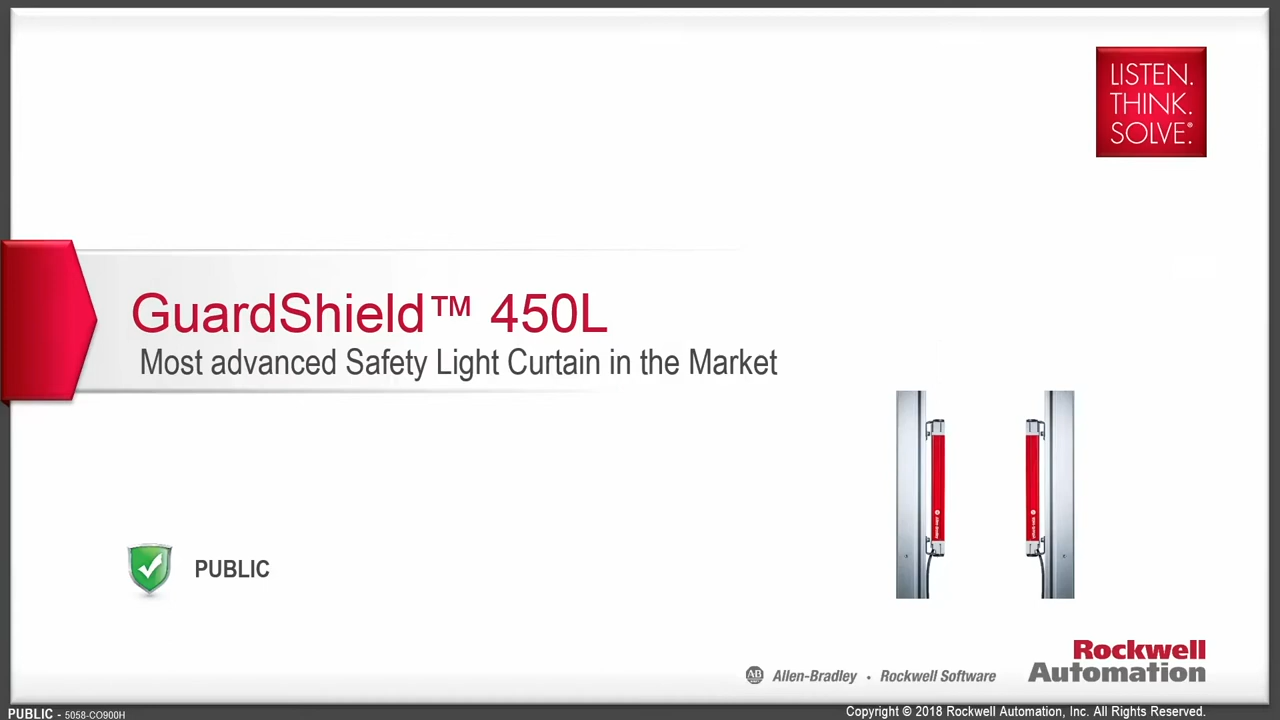 LISTEN.
THINK.
SOLVE.®
GuardShield™ 450L
Most advanced Safety Light Curtain in the Market
PUBLIC
AB Allen-Bradley • Rockwell Software
Rockwell
Automation
PUBLIC - 5058-CO900H
Copyright © 2018 Rockwell Automation, Inc. All Rights Reserved.